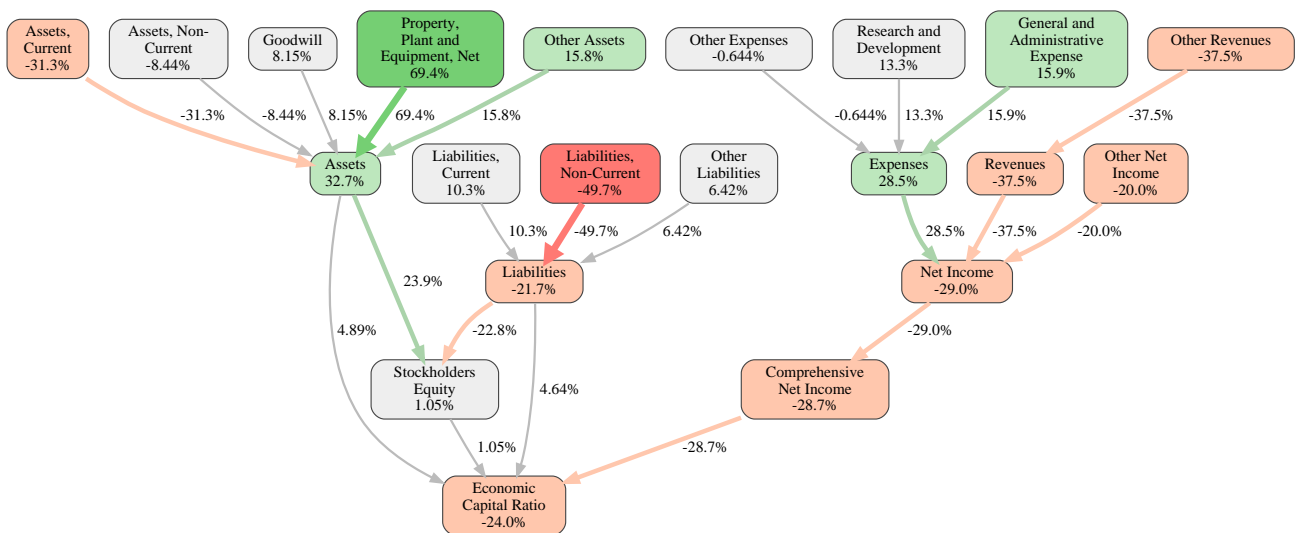 Assets,
Current
-31.3%
Assets, Non-
Current
-8.44%
Goodwill
8.15%
Property,
Plant and
Equipment, Net
69.4%
Other Assets
15.8%
Other Expenses
-0.644%
Research and
Development
13.3%
General and
Administrative
Expense
15.9%
Other Revenues
-37.5%
-31.3%
-8.44%
8.15%
69.4%
15.8%
-0.644%
13.3%
15.9%
-37.5%
Assets
32.7%
Liabilities,
Current
10.3%
Liabilities,
Non-Current
-49.7%
Other
Liabilities
6.42%
Expenses
28.5%
Revenues
-37.5%
Other Net
Income
-20.0%
10.3%
-49.7%
6.42%
28.5%
-37.5%
-20.0%
Liabilities
-21.7%
Net Income
-29.0%
23.9%
4.89%
-22.8%
-29.0%
Stockholders
Equity
1.05%
4.64%
Comprehensive
Net Income
-28.7%
1.05%
-28.7%
Economic
Capital Ratio
-24.0%